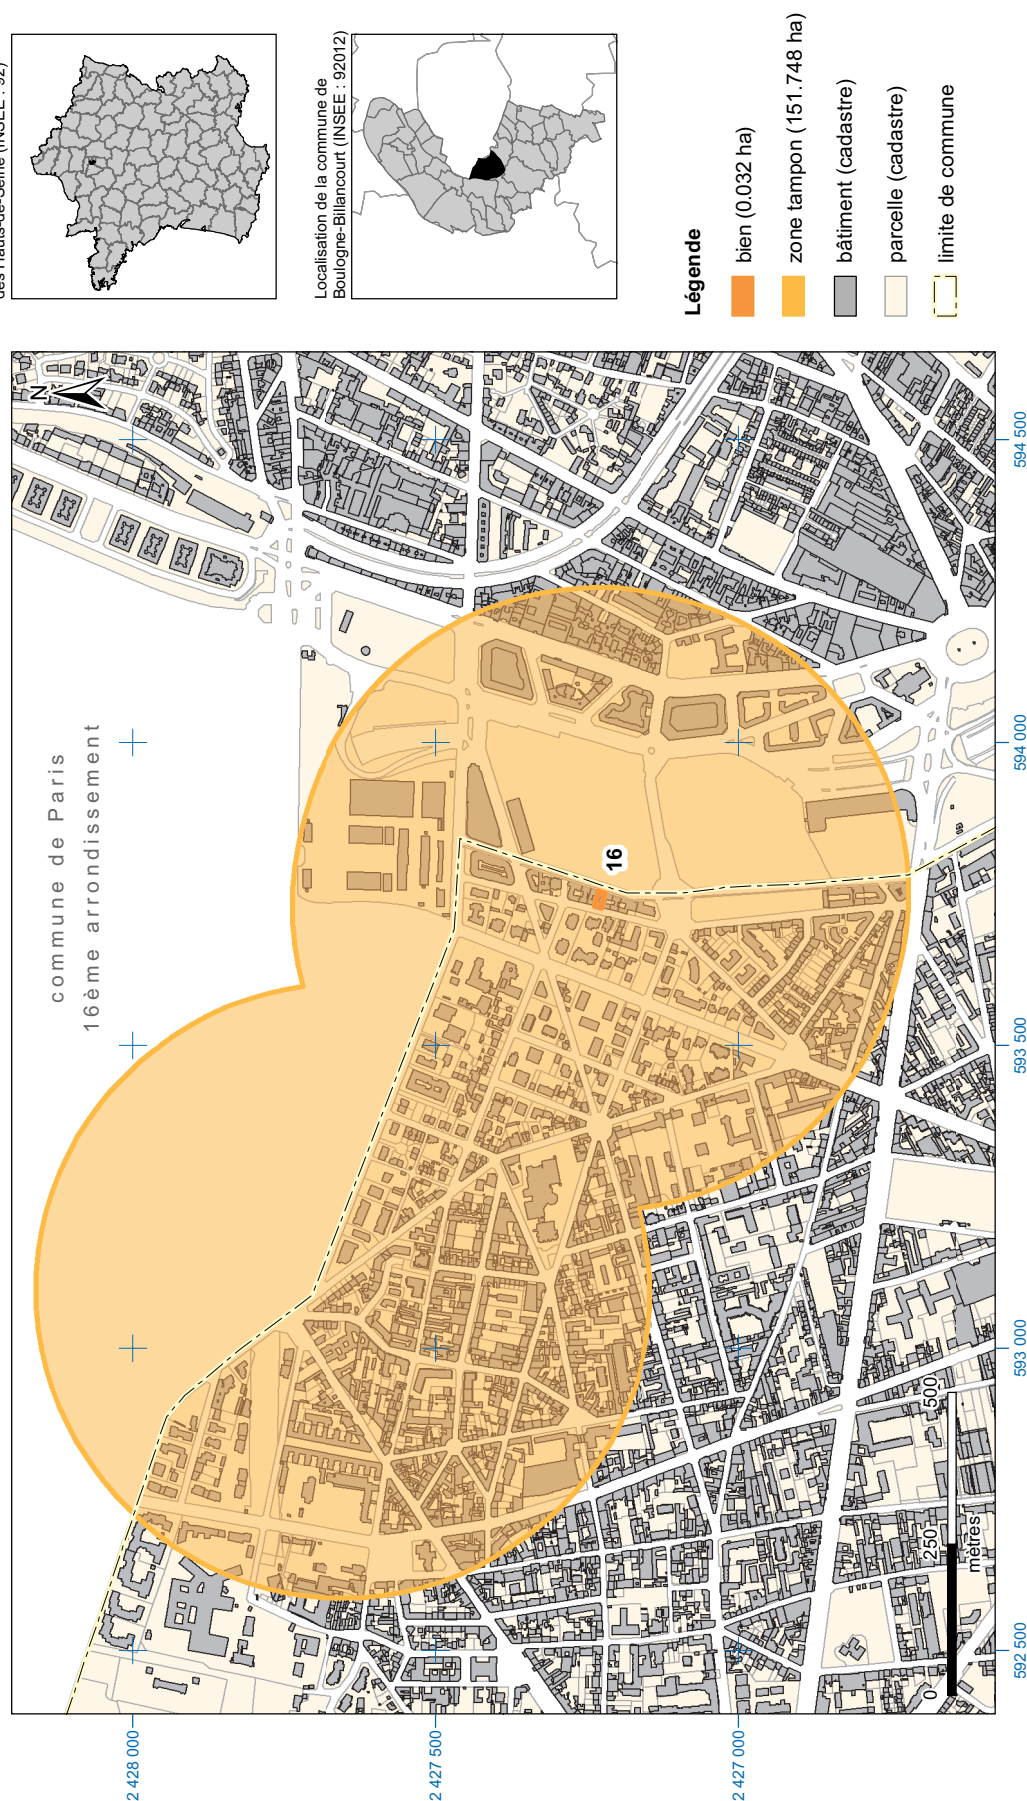 des Hauts-de-Seine (INSEE : 92)
Localisation de la commune de
Boulogne-Billancourt (INSEE : 92012)
Légende
bien (0.032 ha)
zone tampon (151.748 ha)
bâtiment (cadastre)
parcelle (cadastre)
limite de commune
N
commune de Paris
16ème arrondissement
16
2 428 000
2 427 500
2 427 000
592 500
593 000
593 500
594 000
594 500
0
250
500
mètres